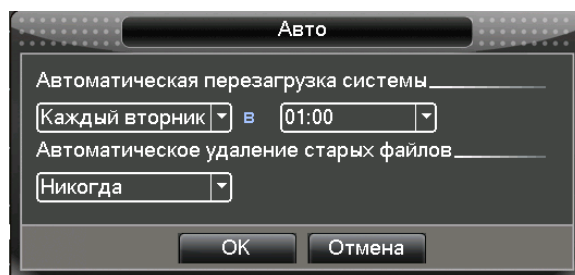 Авто
Автоматическая перезагрузка системы
Каждый вторник в 01:00
Автоматическое удаление старых файлов
Никогда
OK Отмена